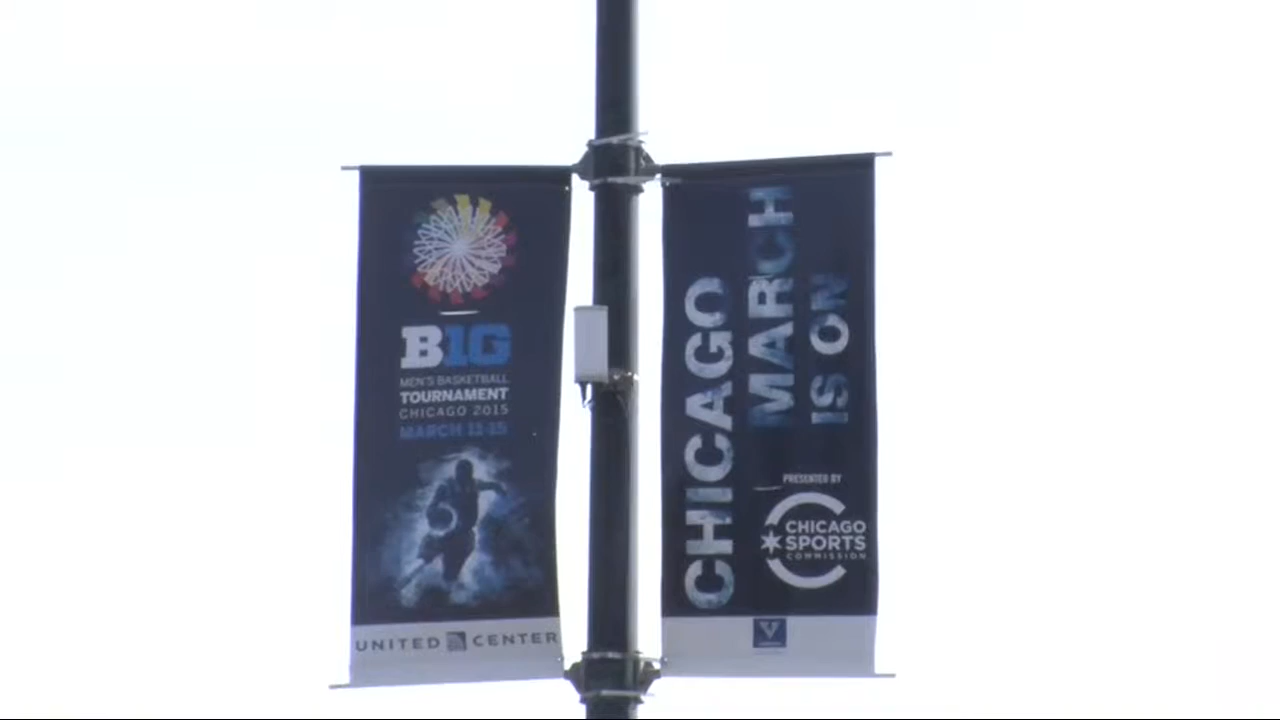 B1G
MEN'S BASKETBALL
TOURNAMENT
CHICAGO 2015
MARCH 11-15
UNITED CENTER
CHICAGO
MARCH
IS ON
PRESENTED BY
CHICAGO
SPORTS
COMMISSION